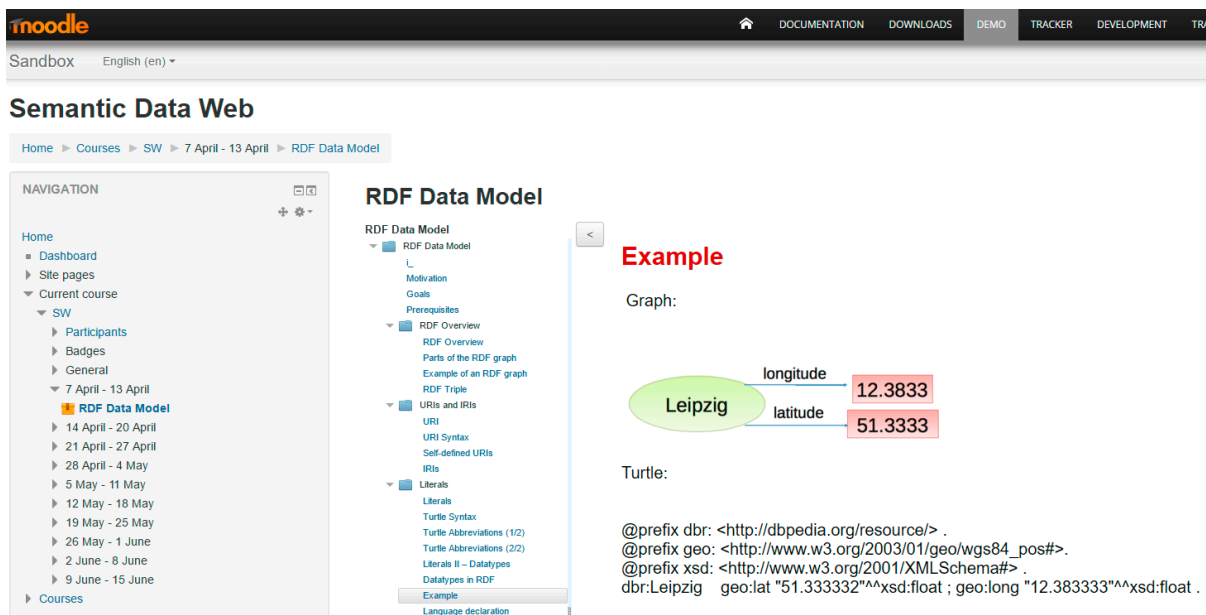 moodle
DOCUMENTATION DOWNLOADS DEMO TRACKER DEVELOPMENT
Sandbox English (en)
Semantic Data Web
Home Courses SW 7 April - 13 April RDF Data Model
NAVIGATION
Home
Dashboard
Site pages
Current course
SW
Participants
Badges
General
7 April - 13 April
RDF Data Model
14 April - 20 April
21 April - 27 April
28 April - 4 May
5 May - 11 May
12 May - 18 May
19 May - 25 May
26 May - 1 June
2 June - 8 June
9 June - 15 June
Courses
RDF Data Model
RDF Data Model
RDF Data Model
i_
Motivation
Goals
Prerequisites
RDF Overview
RDF Overview
Parts of the RDF graph
Example of an RDF graph
RDF Triple
URIs and IRIs
URI
URI Syntax
Self-defined URIs
IRIs
Literals
Literals
Turtle Syntax
Turtle Abbreviations (1/2)
Turtle Abbreviations (2/2)
Literals II – Datatypes
Datatypes in RDF
Example
Language declaration
<
Example
Graph:
Leipzig
longitude
12.3833
latitude
51.3333
Turtle:
@prefix dbr: <http://dbpedia.org/resource/> .
@prefix geo: <http://www.w3.org/2003/01/geo/wgs84_pos#>.
@prefix xsd: <http://www.w3.org/2001/XMLSchema#> .
dbr:Leipzig geo:lat "51.333332"^^xsd:float ; geo:long "12.383333"^^xsd:float .